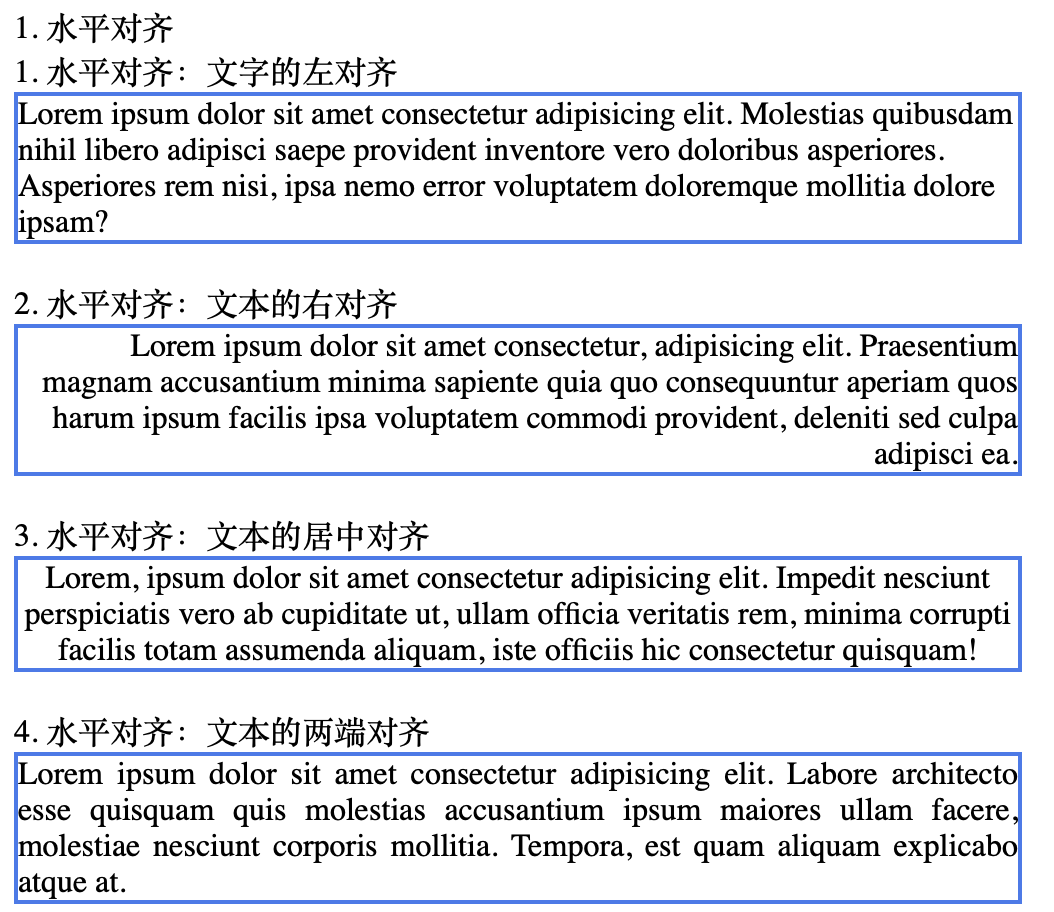 1. 水平对齐
1. 水平对齐：文字的左对齐
Lorem ipsum dolor sit amet consectetur adipisicing elit. Molestias quibusdam
nihil libero adipisci saepe provident inventore vero doloribus asperiores.
Asperiores rem nisi, ipsa nemo error voluptatem doloremque mollitia dolore
ipsam?
2. 水平对齐：文本的右对齐
Lorem ipsum dolor sit amet consectetur, adipisicing elit. Praesentium
magnam accusantium minima sapiente quia quo consequuntur aperiam quos
harum ipsum facilis ipsa voluptatem commodi provident, deleniti sed culpa
adipisci ea.
3. 水平对齐：文本的居中对齐
Lorem, ipsum dolor sit amet consectetur adipisicing elit. Impedit nesciunt
perspiciatis vero ab cupiditate ut, ullam officia veritatis rem, minima corrupti
facilis totam assumenda aliquam, iste officiis hic consectetur quisquam!
4. 水平对齐：文本的两端对齐
Lorem ipsum dolor sit amet consectetur adipisicing elit. Labore architecto
esse quisquam quis molestias accusantium ipsum maiores ullam facere,
molestiae nesciunt corporis mollitia. Tempora, est quam aliquam explicabo
atque at.